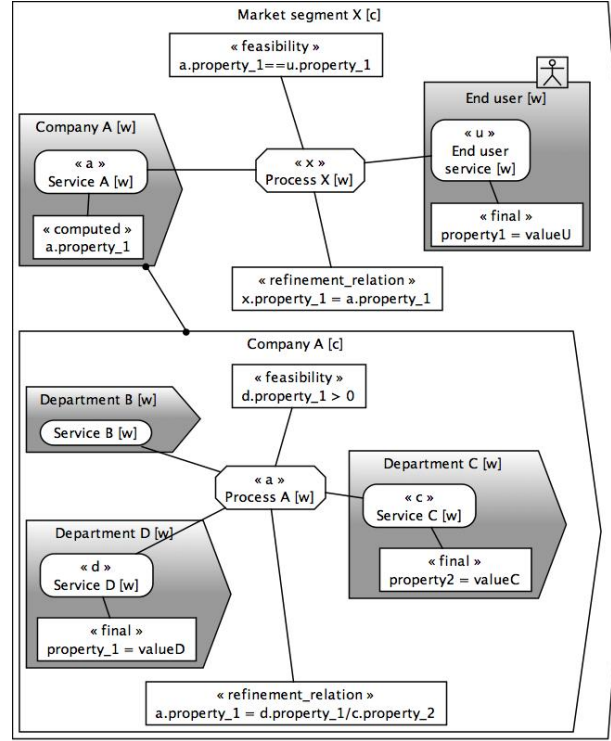 Market segment X [c]
« feasibility »
a.property_1==u.property_1
End user [w]
Company A [w]
« u »
End user
service [w]
« a »
Service A [w]
« x »
Process X [w]
« computed »
a.property_1
« final »
property1 = valueU
« refinement_relation »
x.property_1 = a.property_1
Company A [c]
« feasibility »
d.property_1 > 0
Department B [w]
Service B [w]
Department C [w]
« a »
Process A [w]
« c »
Service C [w]
Department D [w]
« d »
Service D [w]
« final »
property2 = valueC
« final »
property_1 = valueD
« refinement_relation »
a.property_1 = d.property_1/c.property_2